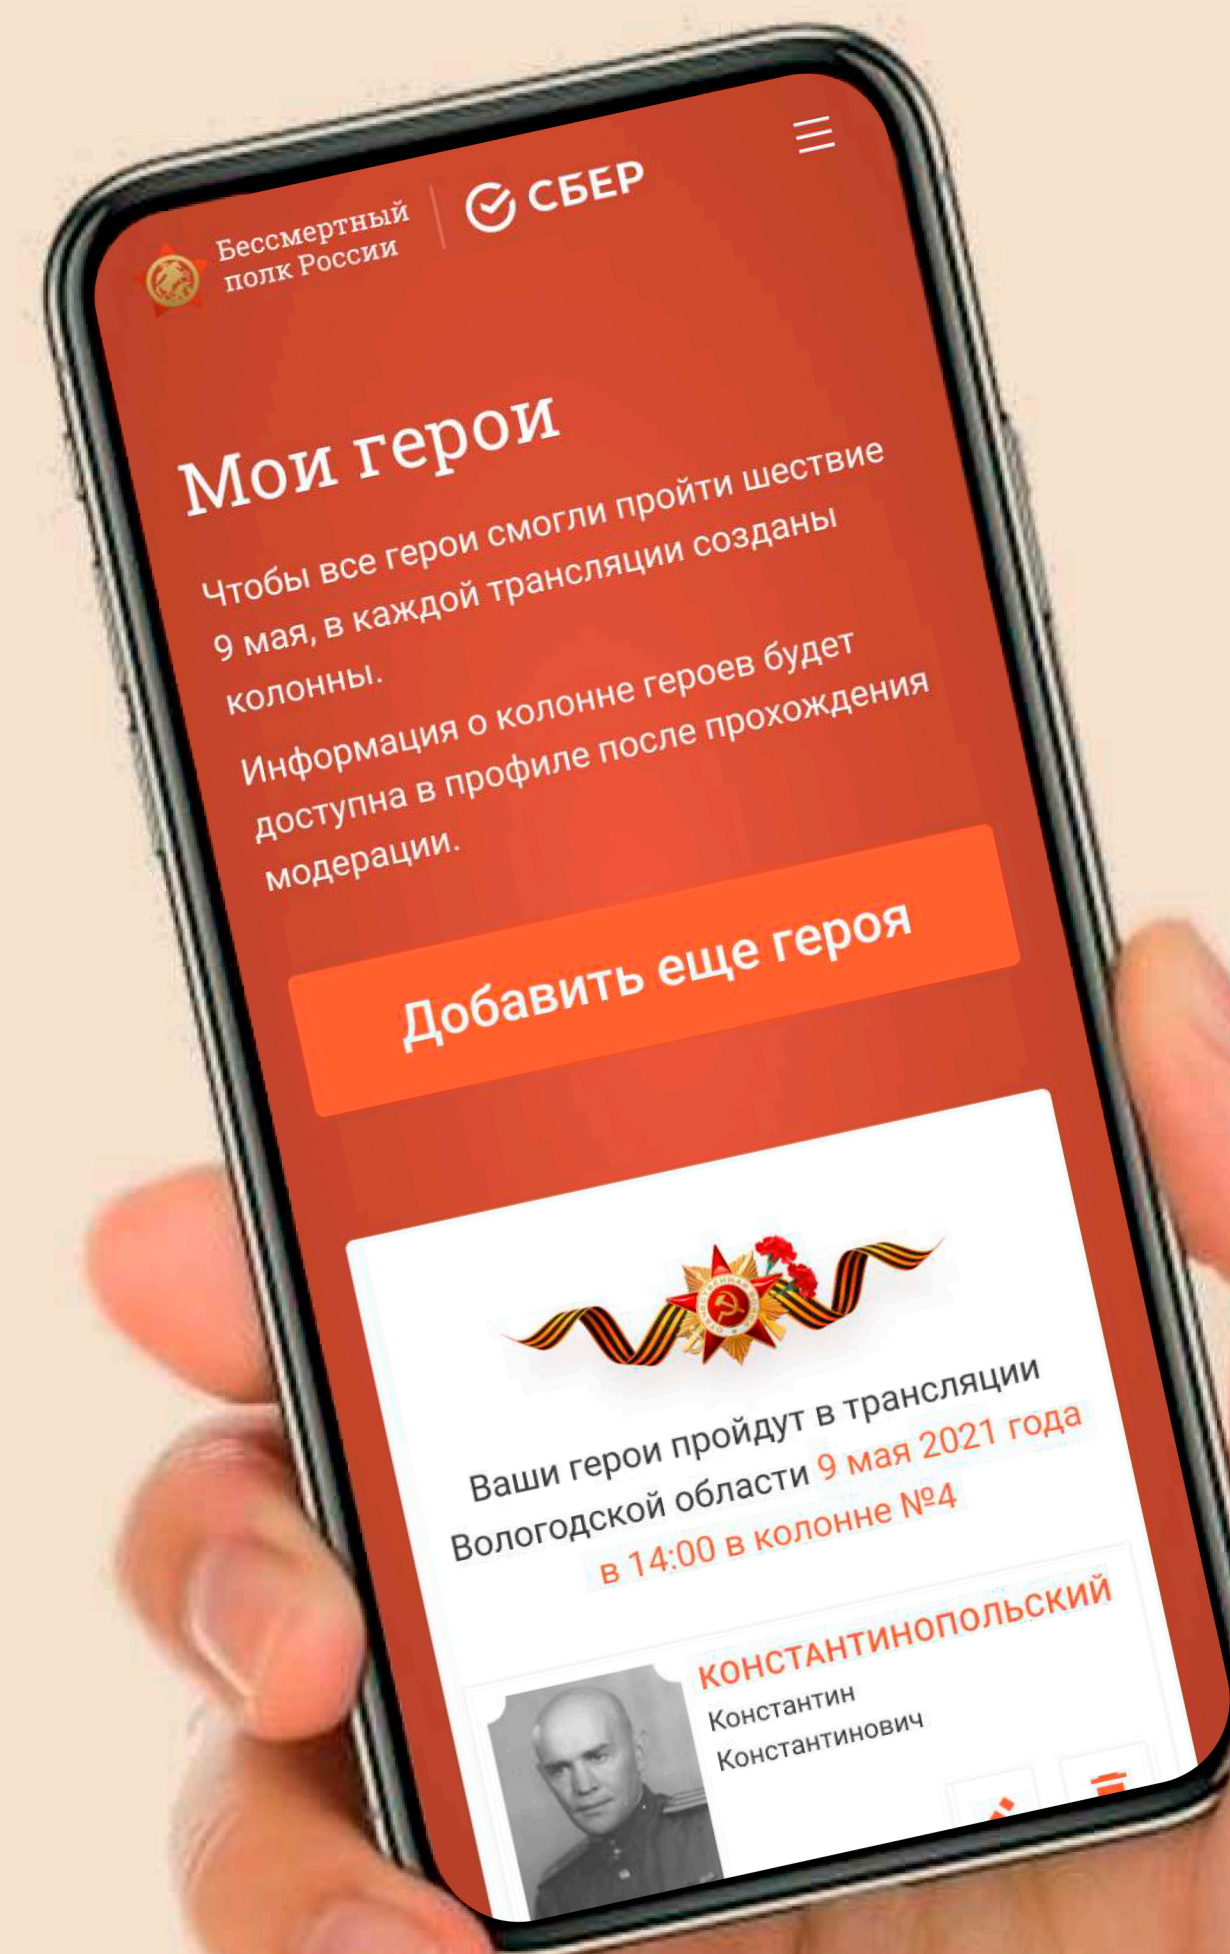 Бессмертный
полк России
СБЕР
Мои герои
Чтобы все герои смогли пройти шествие
9 мая, в каждой трансляции созданы
колонны.
Информация о колонне героев будет
доступна в профиле после прохождения
модерации.
Добавить еще героя
Ваши герои пройдут в трансляции
Вологодской области 9 мая 2021 года
в 14:00 в колонне №4
КОНСТАНТИНОПОЛЬСКИЙ
Константин
Константинович